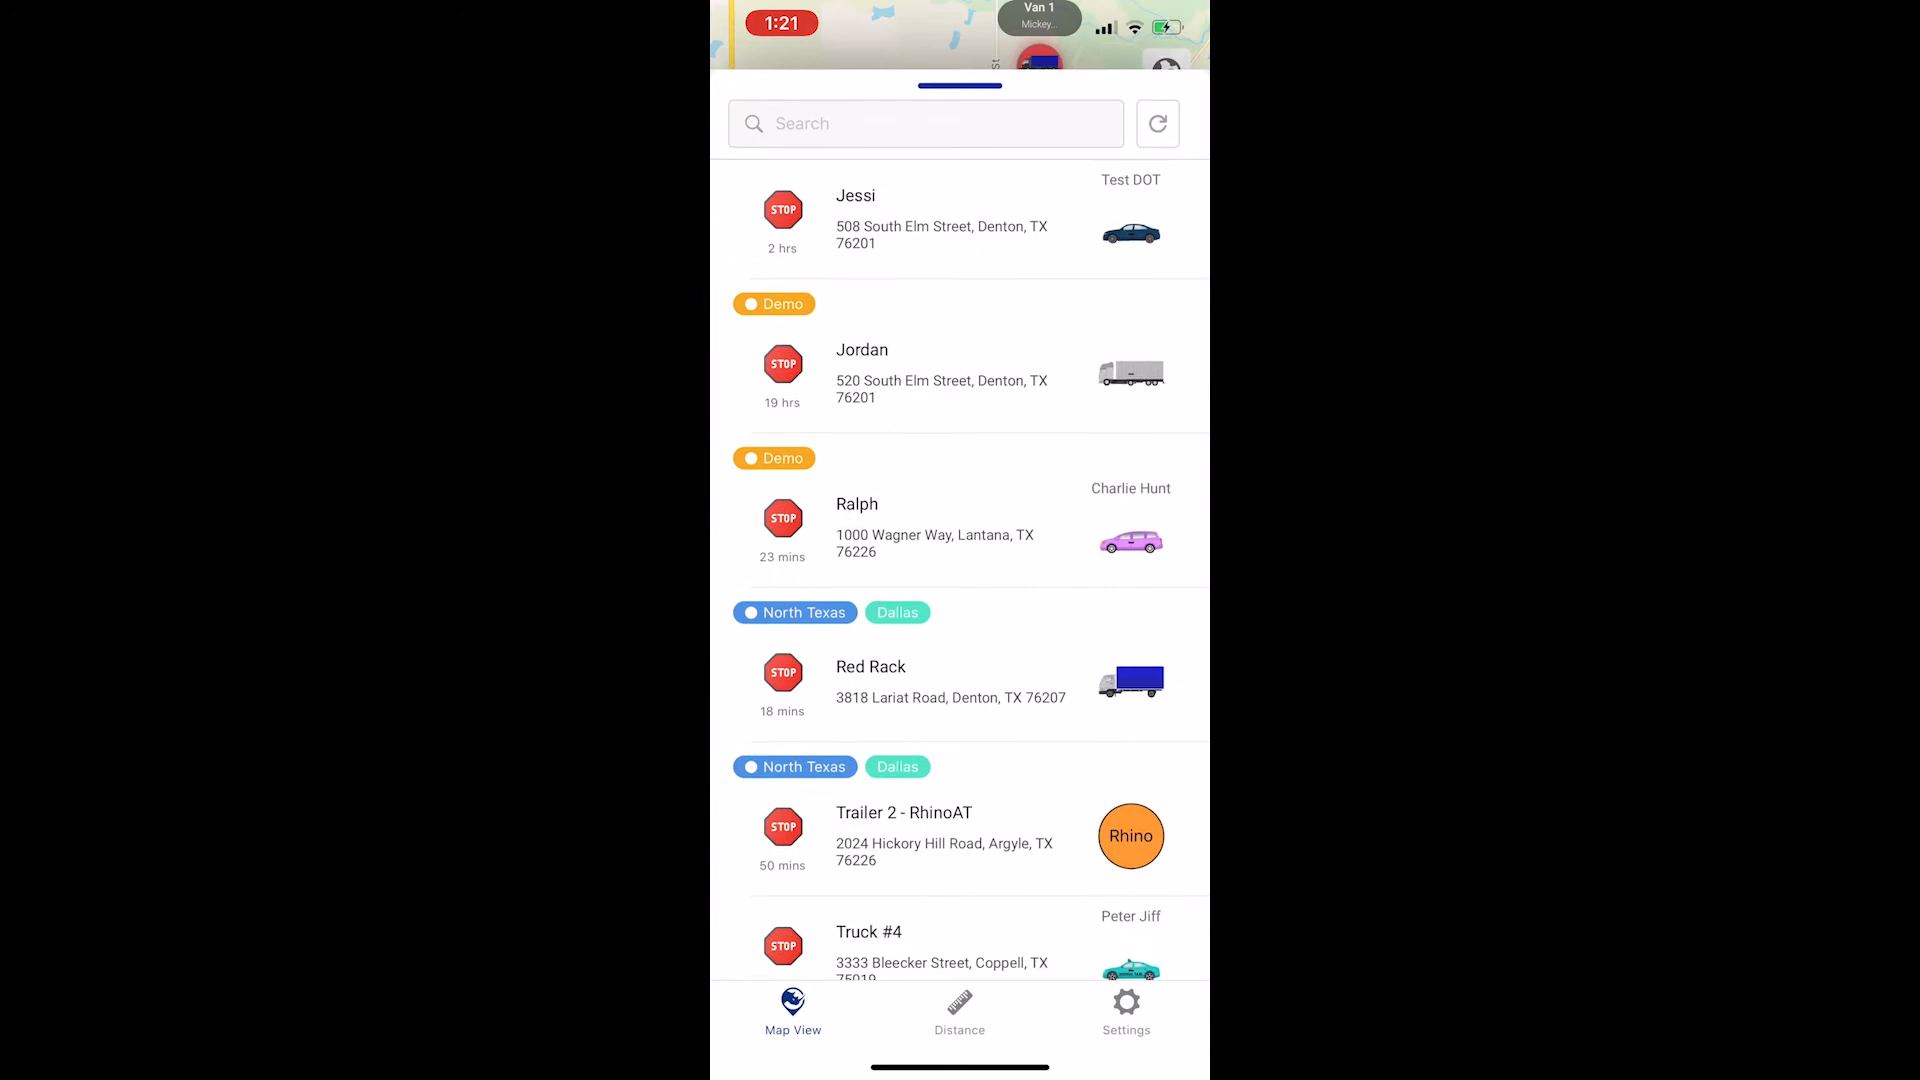 1:21
Van 1
Mickey...
St
Search
Test DOT
Jessi
STOP
508 South Elm Street, Denton, TX
76201
2 hrs
Demo
Jordan
STOP
520 South Elm Street, Denton, TX
76201
19 hrs
Demo
Charlie Hunt
Ralph
STOP
1000 Wagner Way, Lantana, TX
76226
23 mins
North Texas Dallas
Red Rack
STOP
3818 Lariat Road, Denton, TX 76207
18 mins
North Texas Dallas
Trailer 2 - RhinoAT
STOP
Rhino
2024 Hickory Hill Road, Argyle, TX
76226
50 mins
Peter Jiff
Truck #4
STOP
3333 Bleecker Street, Coppell, TX
75019
Map View
Distance
Settings